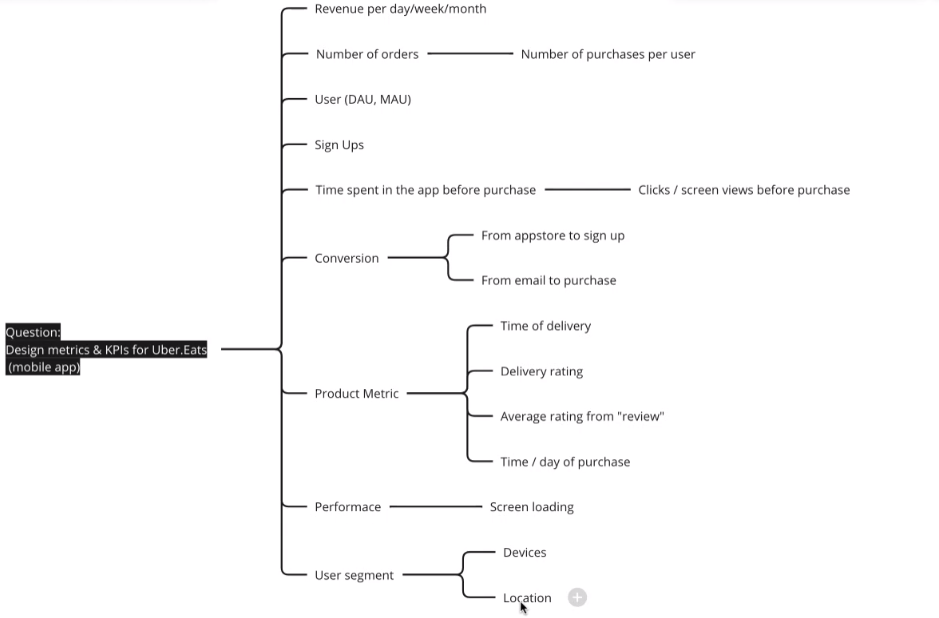 Revenue per day/week/month
Number of orders
Number of purchases per user
User (DAU, MAU)
Sign Ups
Time spent in the app before purchase
Clicks / screen views before purchase
Conversion
From appstore to sign up
From email to purchase
Question:
Design metrics & KPIs for Uber.Eats
(mobile app)
Product Metric
Time of delivery
Delivery rating
Average rating from "review"
Time / day of purchase
Performace
Screen loading
User segment
Devices
Location